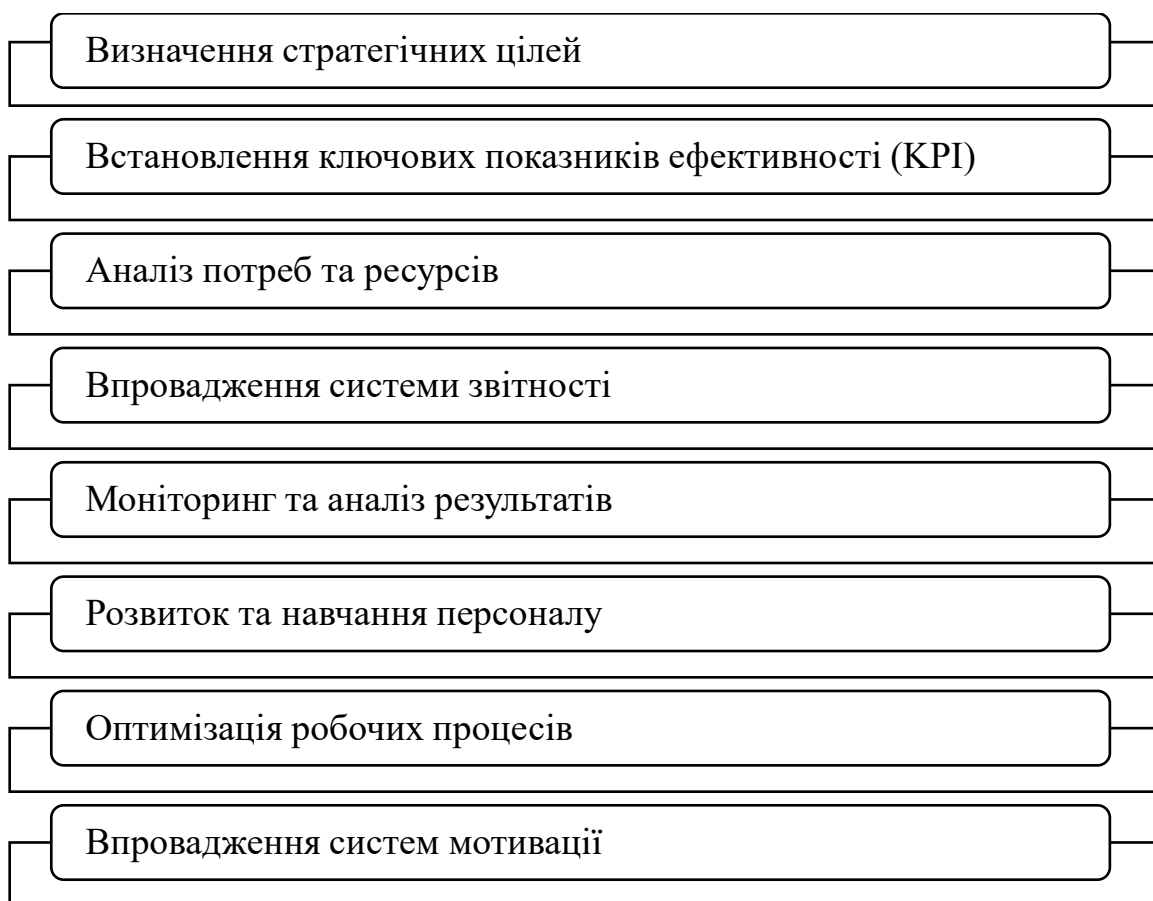 Визначення стратегічних цілей
Встановлення ключових показників ефективності (KPI)
Аналіз потреб та ресурсів
Впровадження системи звітності
Моніторинг та аналіз результатів
Розвиток та навчання персоналу
Оптимізація робочих процесів
Впровадження систем мотивації